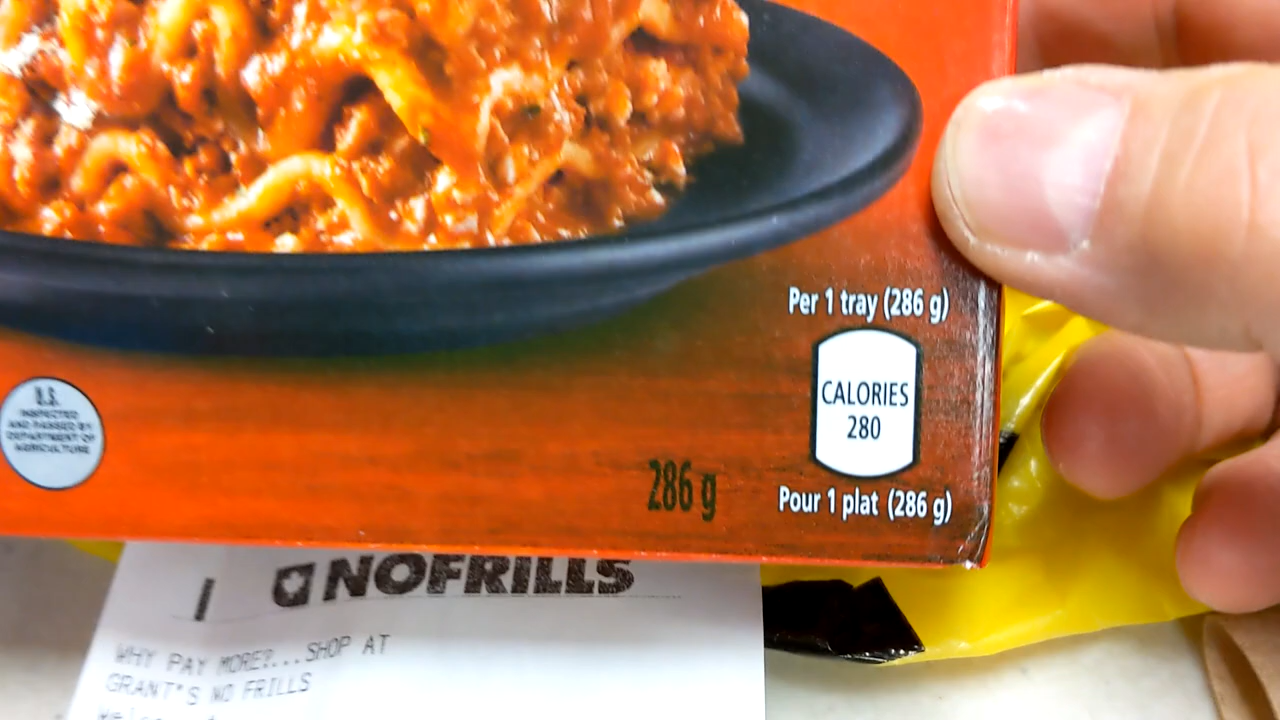 Per 1 tray (286 g)
CALORIES
280
Pour 1 plat (286 g)
286 g
U.S.
INSPECTED
AND PASSED BY
DEPARTMENT OF
AGRICULTURE
NOFRILLS
WHY PAY MORE?...SHOP AT
GRANT'S NO FRILLS